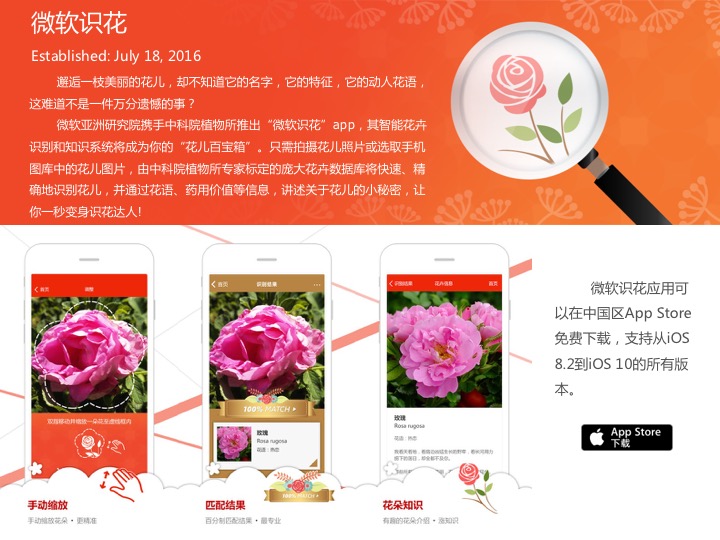 微软识花
Established: July 18, 2016
邂逅一枝美丽的花儿，却不知道它的名字，它的特征，它的动人花语，
这难道不是一件万分遗憾的事？
微软亚洲研究院携手中科院植物所推出“微软识花”app，其智能花卉
识别和知识系统将成为你的“花儿百宝箱”。只需拍摄花儿照片或选取手机
图库中的花儿图片，由中科院植物所专家标定的庞大花卉数据库将快速、精
确地识别花儿，并通过花语、药用价值等信息，讲述关于花儿的小秘密，让
你一秒变身识花达人!
首页
调整
双指移动并缩放一朵花至虚线框内
手动缩放
手动缩放花朵 • 更精准
首页
识别结果
100% MATCH
玫瑰
Rosa rugosa
花语：热恋
100% MATCH
匹配结果
百分制匹配结果 • 最专业
识别结果
花卉信息
首页
玫瑰
Rosa rugosa
花语：热恋
花朵知识
有趣的花朵介绍 • 涨知识
微软识花应用可
以在中国区App Store
免费下载，支持从iOS
8.2到iOS 10的所有版
本。
App Store
下载